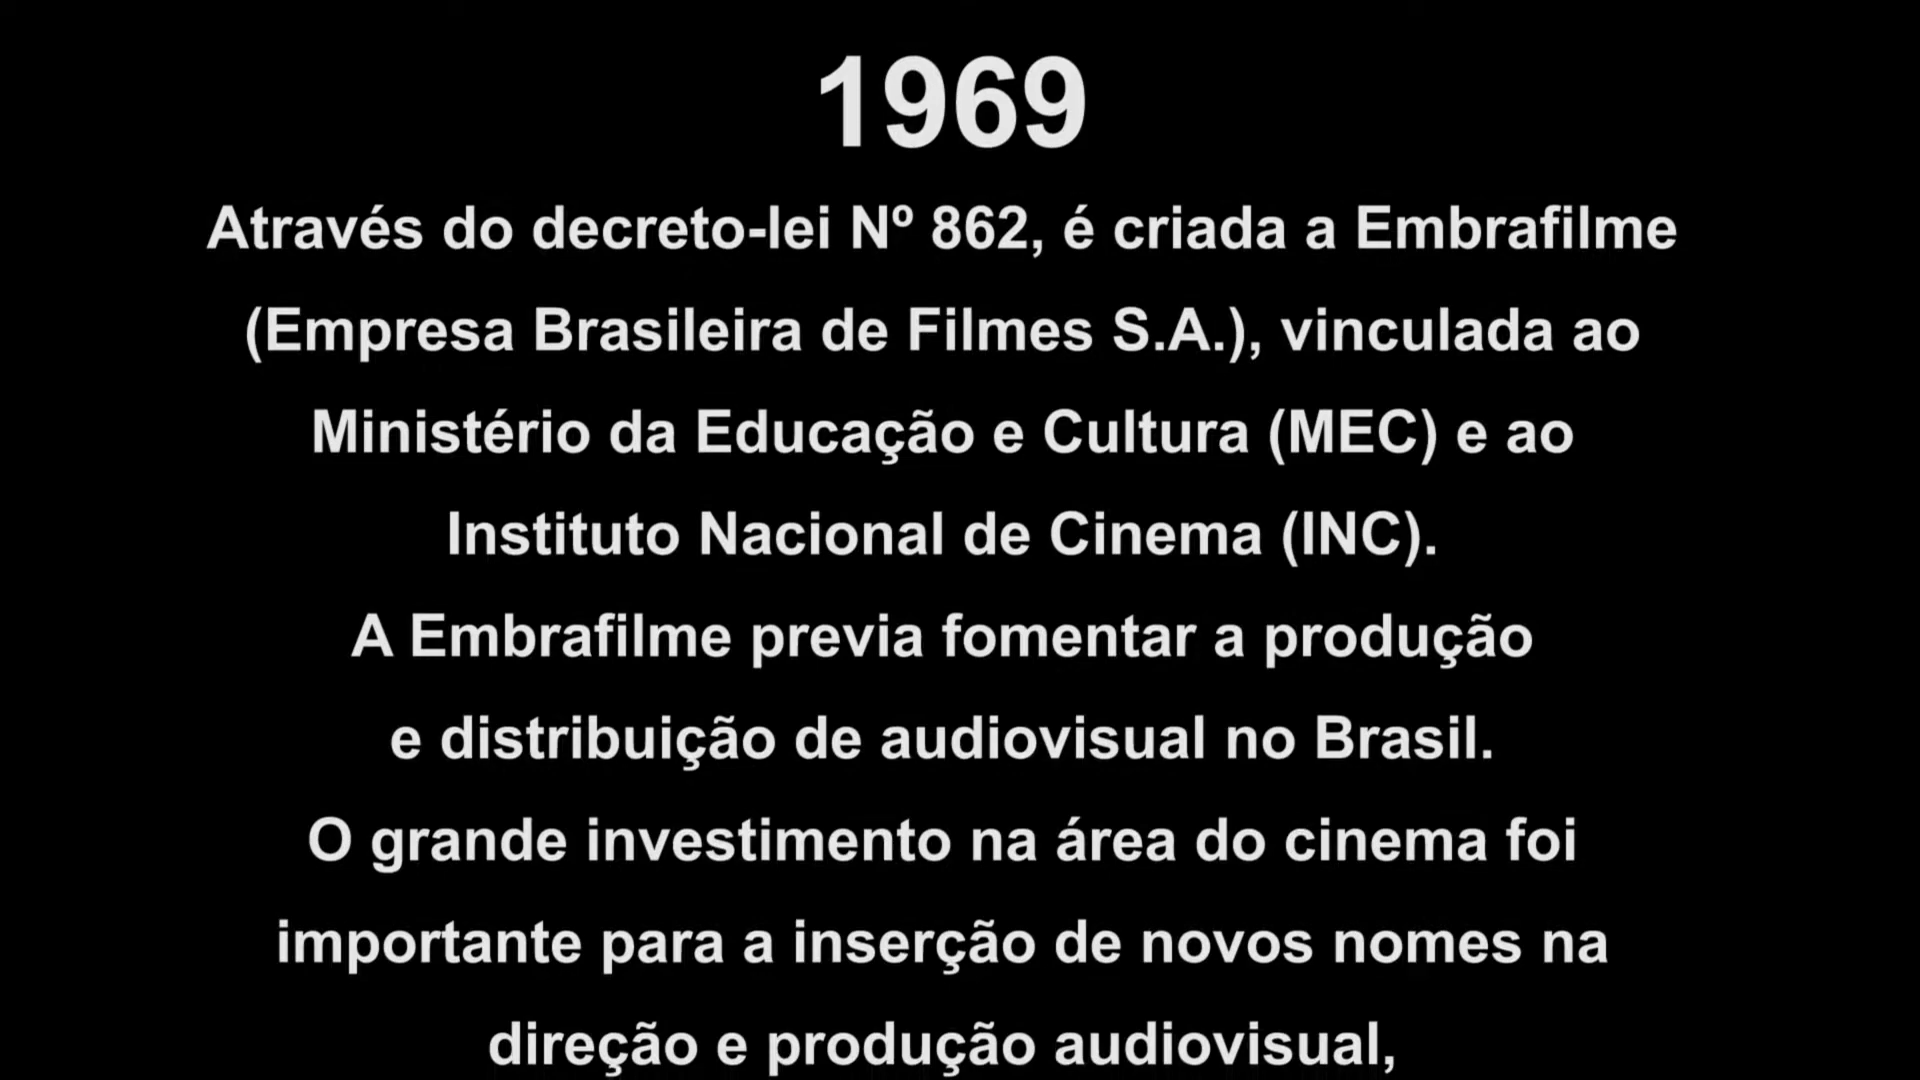 1969
Através do decreto-lei Nº 862, é criada a Embrafilme
(Empresa Brasileira de Filmes S.A.), vinculada ao
Ministério da Educação e Cultura (MEC) e ao
Instituto Nacional de Cinema (INC).
A Embrafilme previa fomentar a produção
e distribuição de audiovisual no Brasil.
O grande investimento na área do cinema foi
importante para a inserção de novos nomes na
direção e produção audiovisual,